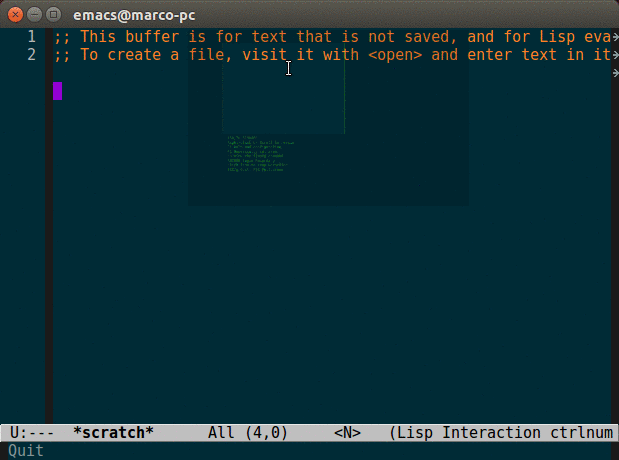 emacs@marco-pc
1 ;; This buffer is for text that is not saved, and for Lisp eva
2 ;; To create a file, visit it with <open> and enter text in it
U:--- *scratch* All (4,0) <N> (Lisp Interaction ctrlnum
Quit